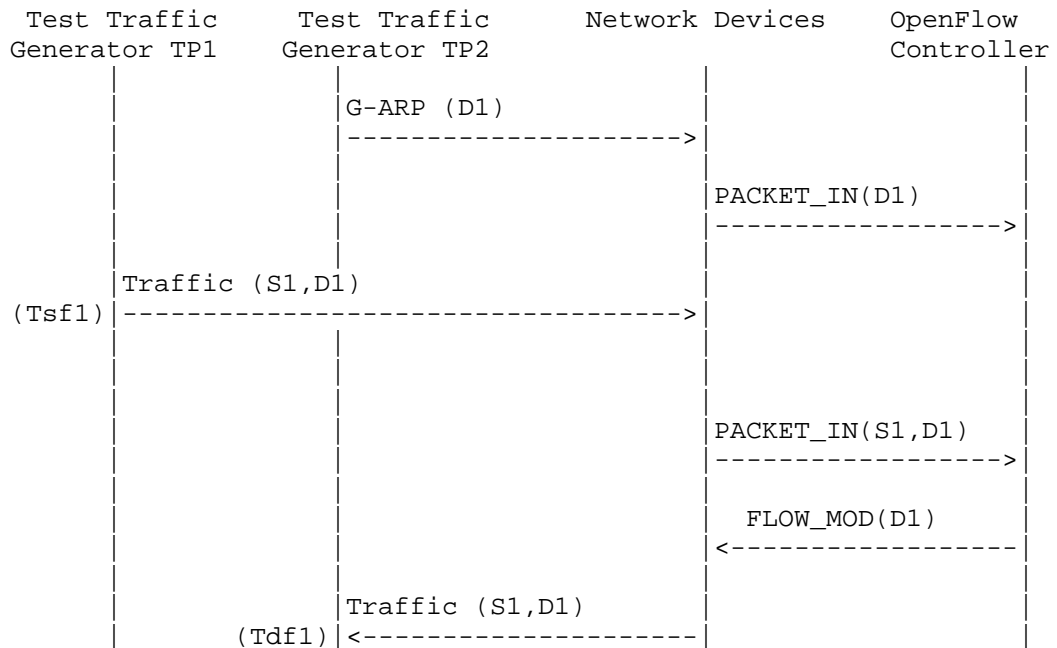 Test Traffic Test Traffic Network Devices OpenFlow
Generator TP1 Generator TP2 Controller
G-ARP (D1)
PACKET_IN(D1)
Traffic (S1,D1)
(Tsf1)
PACKET_IN(S1,D1)
FLOW_MOD(D1)
Traffic (S1,D1)
(Tdf1)